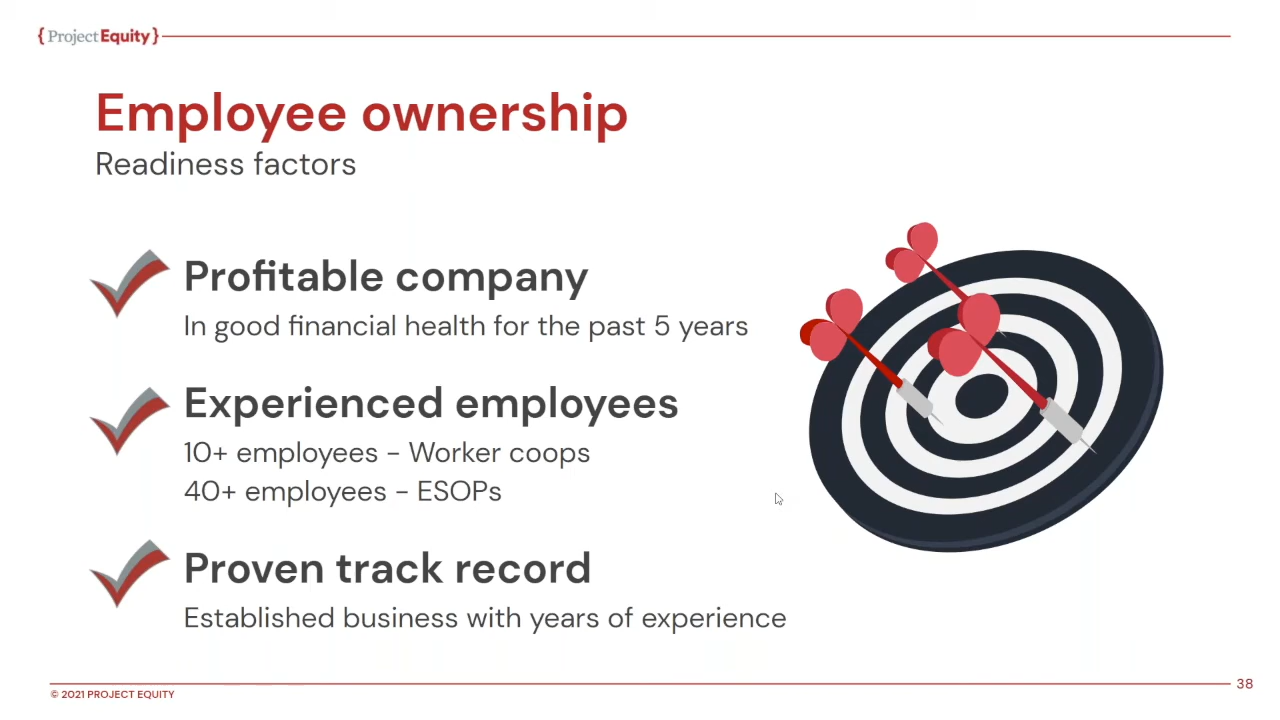 { Project Equity }
Employee ownership
Readiness factors
Profitable company
In good financial health for the past 5 years
Experienced employees
10+ employees - Worker coops
40+ employees - ESOPs
Proven track record
Established business with years of experience
© 2021 PROJECT EQUITY
38